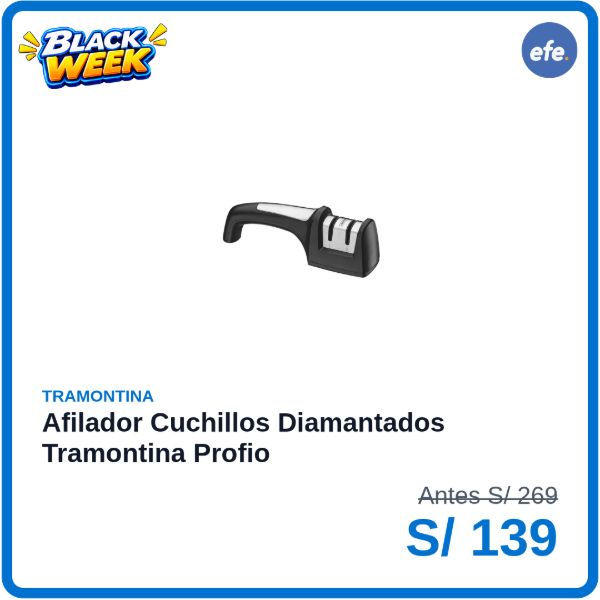 BLACK
WEEK
efe.
TRAMONTINA
Afilador Cuchillos Diamantados
Tramontina Profio
Antes S/ 269
S/ 139